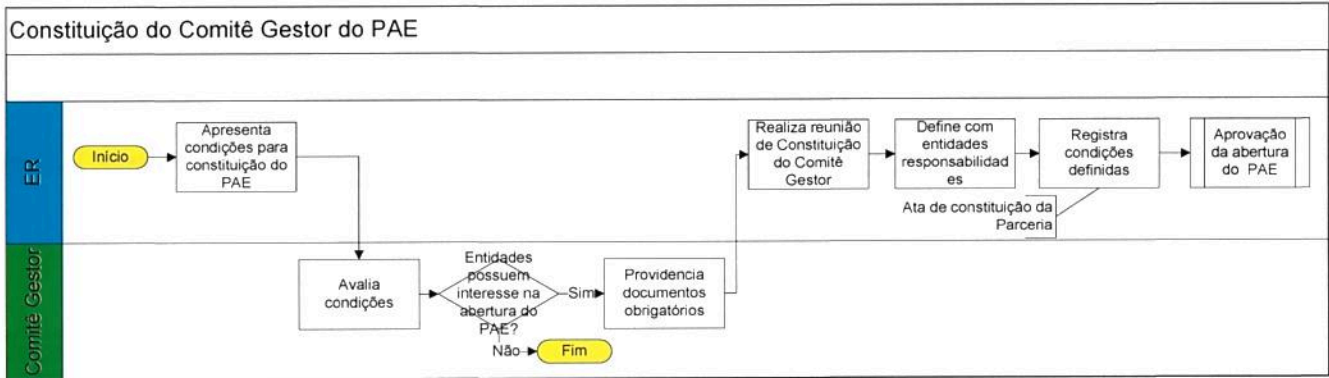 Constituição do Comitê Gestor do PAE
ER
Início
Apresenta
condições para
constituição do
PAE
Realiza reunião
de Constituição
do Comitê
Gestor
Define com
entidades
responsabilidad
es
Registra
condições
definidas
Aprovação
da abertura
do PAE
Ata de constituição da
Parceria
Comitê Gestor
Avalia
condições
Entidades
possuem
interesse na
abertura do
PAE?
Sim
Providencia
documentos
obrigatórios
Não
Fim